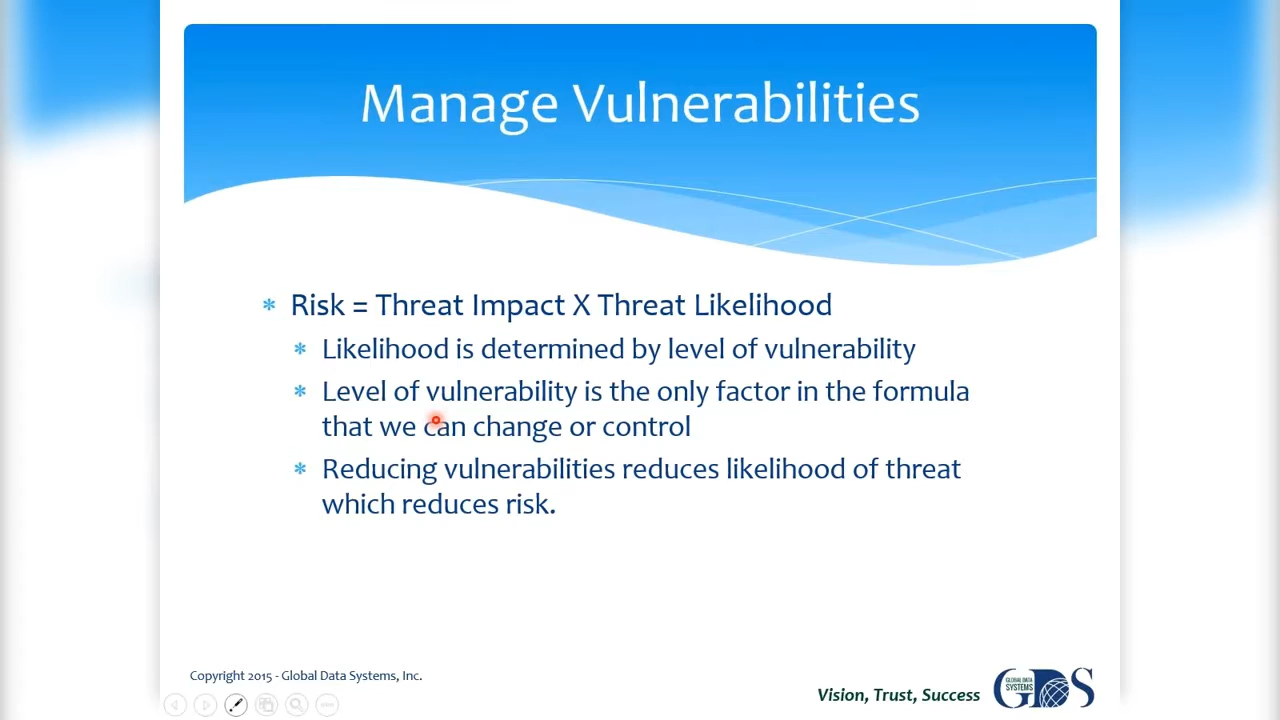 Manage Vulnerabilities
* Risk = Threat Impact X Threat Likelihood
* Likelihood is determined by level of vulnerability
* Level of vulnerability is the only factor in the formula
that we can change or control
* Reducing vulnerabilities reduces likelihood of threat
which reduces risk.
Copyright 2015 - Global Data Systems, Inc.
Vision, Trust, Success
GLOBAL DATA
SYSTEMS
GDS